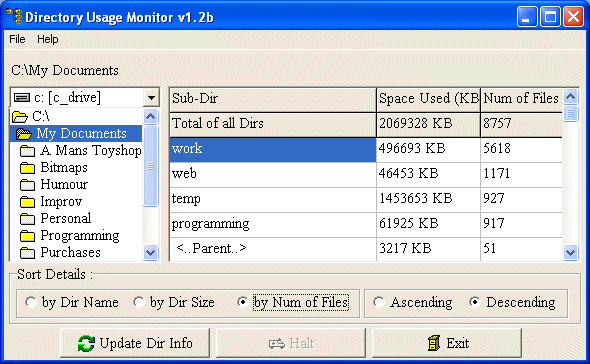 Directory Usage Monitor v1.2b
File Help
C:\My Documents
c: [c_drive]
C:\
My Documents
A Mans Toyshop
Bitmaps
Humour
Improv
Personal
Programming
Purchases
Sub-Dir Space Used (KB Num of Files
Total of all Dirs 2069328 KB 8757
work 496693 KB 5618
web 46453 KB 1171
temp 1453653 KB 927
programming 61925 KB 917
<..Parent..> 3217 KB 51
Sort Details :
by Dir Name by Dir Size by Num of Files Ascending Descending
Update Dir Info Halt Exit